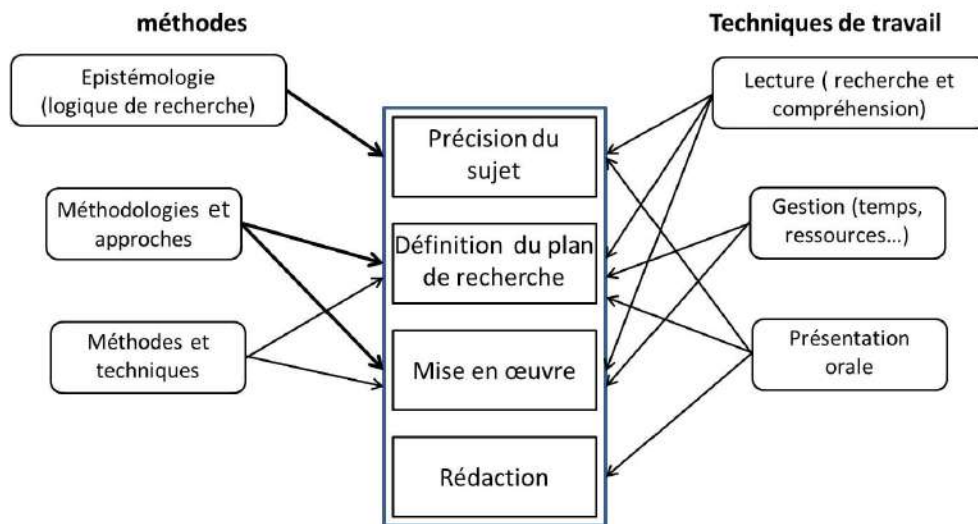 méthodes
Techniques de travail
Epistémologie
(logique de recherche)
Lecture ( recherche et
compréhension)
Précision du
sujet
Méthodologies et
approches
Gestion (temps,
ressources...)
Définition du plan
de recherche
Méthodes et
techniques
Présentation
orale
Mise en œuvre
Rédaction